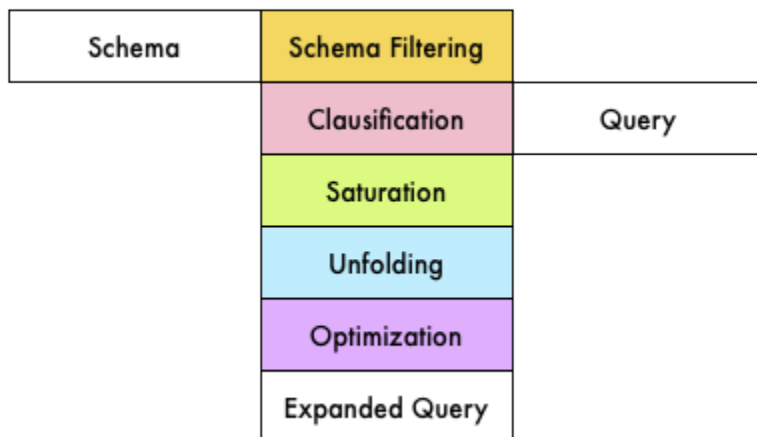 Schema
Schema Filtering
Clausification
Query
Saturation
Unfolding
Optimization
Expanded Query